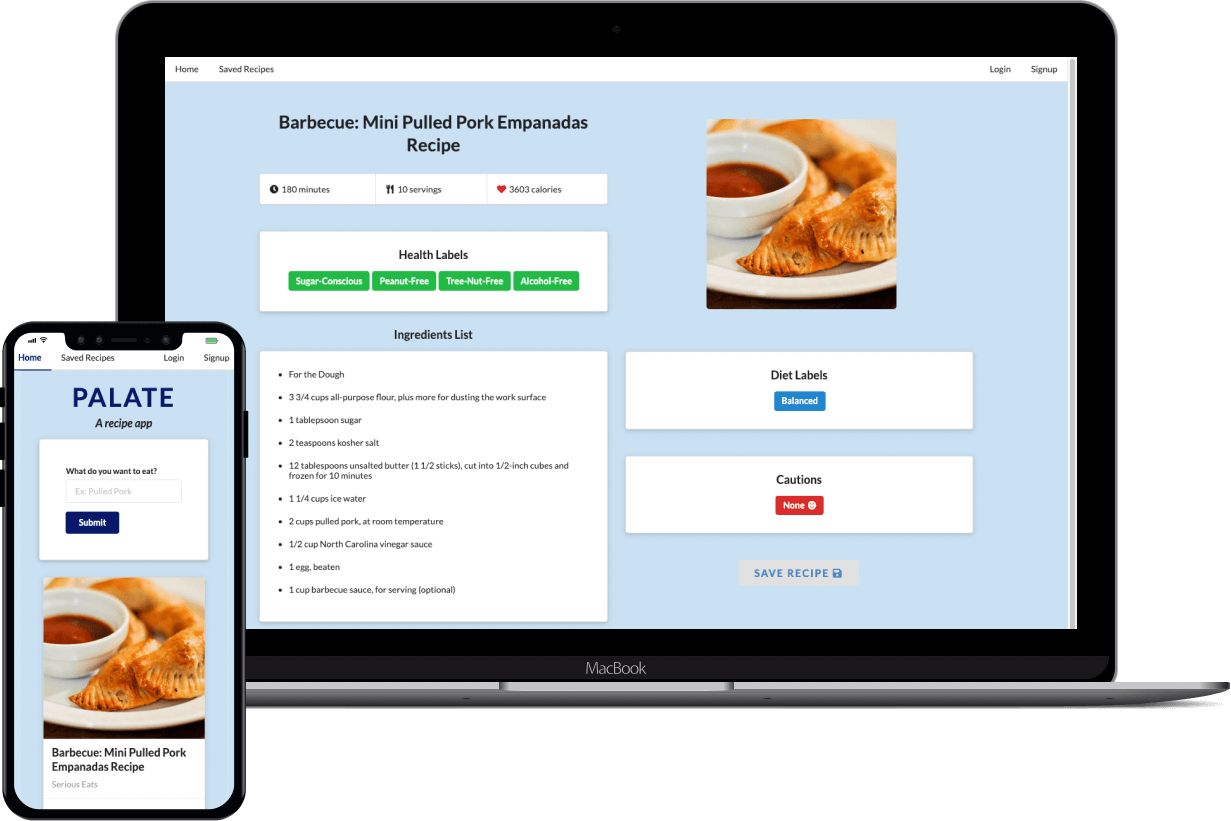 Home Saved Recipes Login Signup
Barbecue: Mini Pulled Pork Empanadas
Recipe
180 minutes 10 servings 3603 calories
Health Labels
Sugar-Conscious Peanut-Free Tree-Nut-Free Alcohol-Free
Ingredients List
For the Dough
3 3/4 cups all-purpose flour, plus more for dusting the work surface
1 tablepsoon sugar
2 teaspoons kosher salt
12 tablespoons unsalted butter (1 1/2 sticks), cut into 1/2-inch cubes and
frozen for 10 minutes
1 1/4 cups ice water
2 cups pulled pork, at room temperature
1/2 cup North Carolina vinegar sauce
1 egg, beaten
1 cup barbecue sauce, for serving (optional)
Diet Labels
Balanced
Cautions
None
SAVE RECIPE
MacBook
Home Saved Recipes Login Signup
PALATE
A recipe app
What do you want to eat?
Ex: Pulled Pork
Submit
Barbecue: Mini Pulled Pork
Empanadas Recipe
Serious Eats